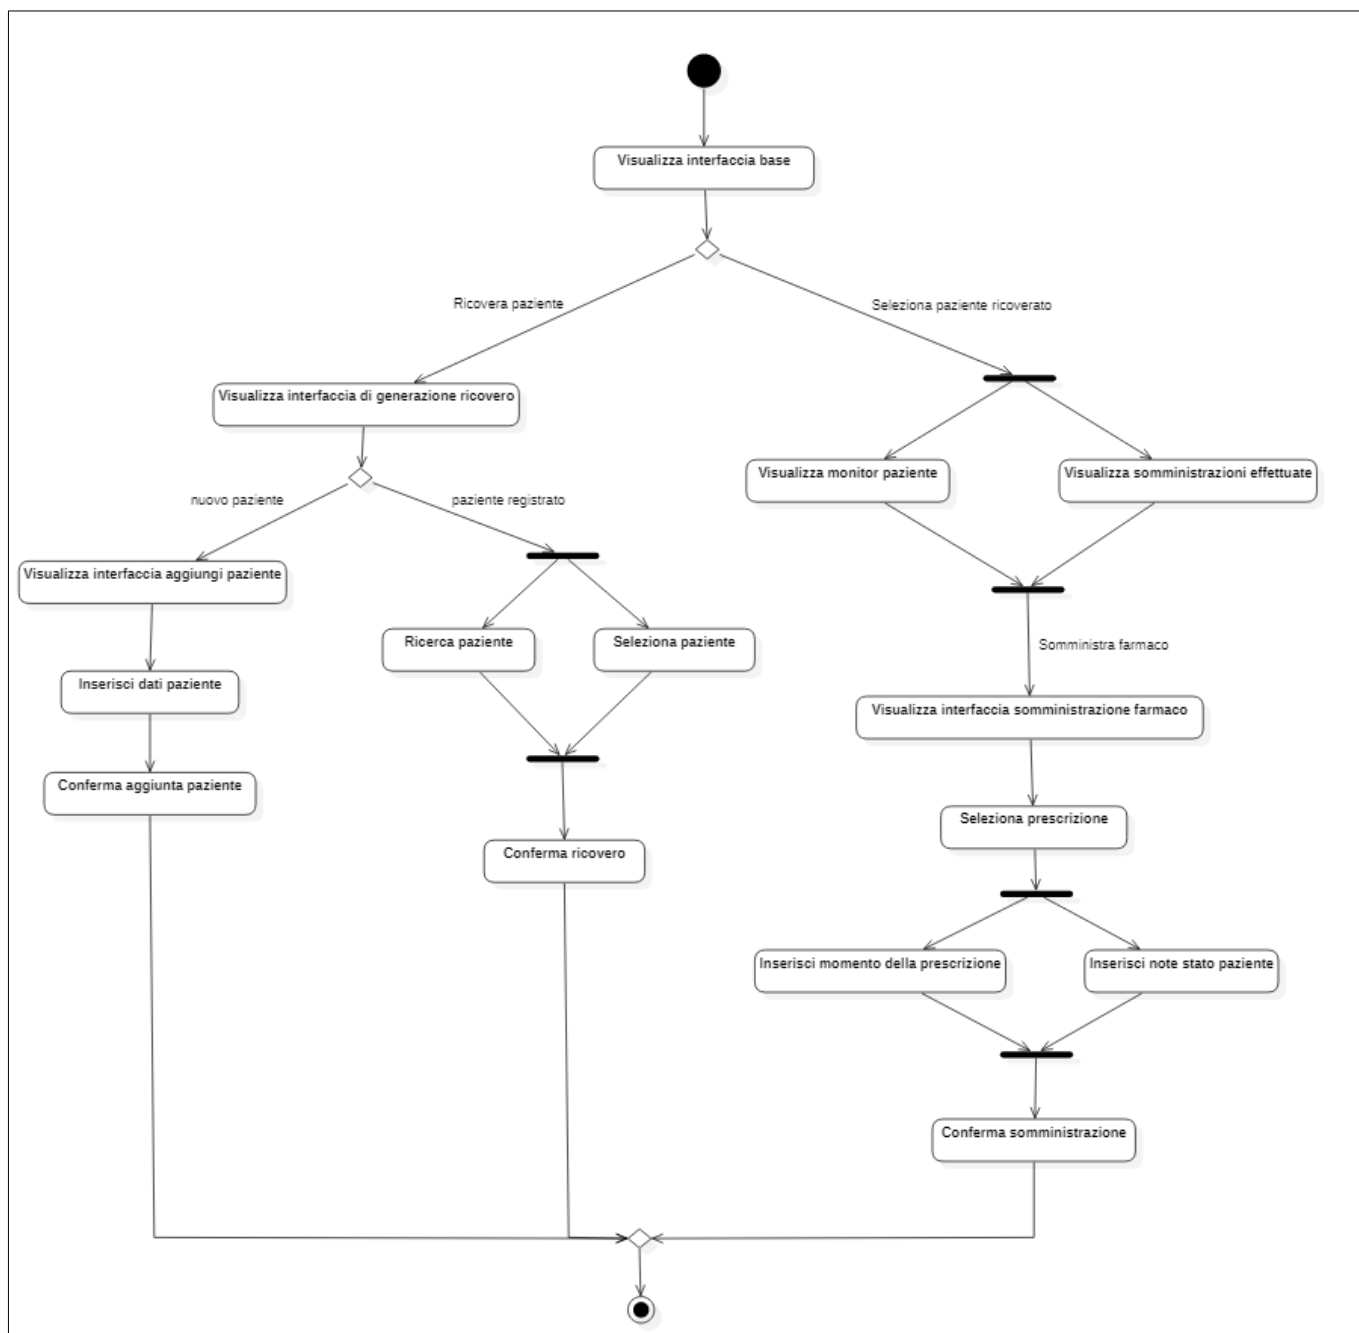 Visualizza interfaccia base
Ricovera paziente
Seleziona paziente ricoverato
Visualizza interfaccia di generazione ricovero
Visualizza monitor paziente
Visualizza somministrazioni effettuate
nuovo paziente
paziente registrato
Visualizza interfaccia aggiungi paziente
Ricerca paziente
Seleziona paziente
Somministra farmaco
Inserisci dati paziente
Visualizza interfaccia somministrazione farmaco
Conferma aggiunta paziente
Seleziona prescrizione
Conferma ricovero
Inserisci momento della prescrizione
Inserisci note stato paziente
Conferma somministrazione